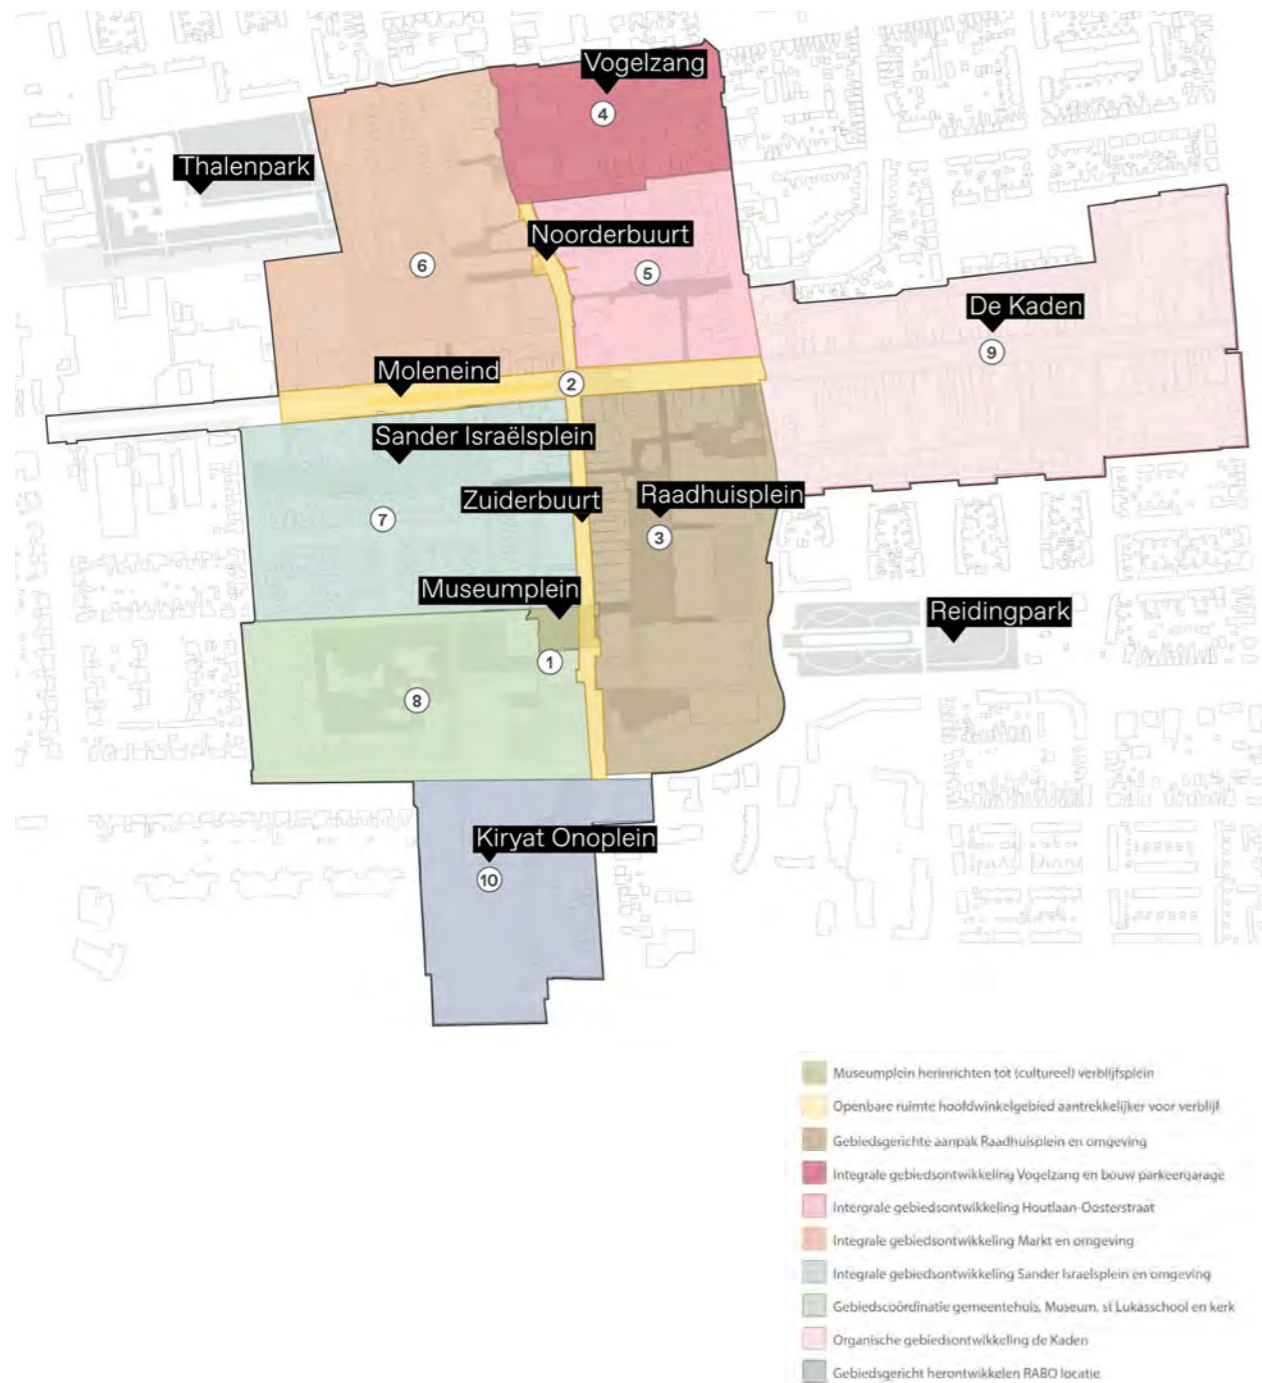 Vogelzang
4
Thalenpark
Noorderbuurt
6
5
De Kaden
9
Moleneind
2
Sander Israëlsplein
Zuiderbuurt
Raadhuisplein
7
3
Museumplein
Reidingpark
1
8
Kiryat Onoplein
10
Museumplein herinrichten tot (cultureel) verblijfsplein
Openbare ruimte hoofdwinkelgebied aantrekkelijker voor verblijf
Gebiedsgerichte aanpak Raadhuisplein en omgeving
Integrale gebiedsontwikkeling Vogelzang en bouw parkeergarage
Intergrale gebiedsontwikkeling Houtlaan-Oosterstraat
Integrale gebiedsontwikkeling Markt en omgeving
Integrale gebiedsontwikkeling Sander Israelsplein en omgeving
Gebiedscoördinatie gemeentehuis, Museum, st Lukasschool en kerk
Organische gebiedsontwikkeling de Kaden
Gebiedsgericht herontwikkelen RABO locatie